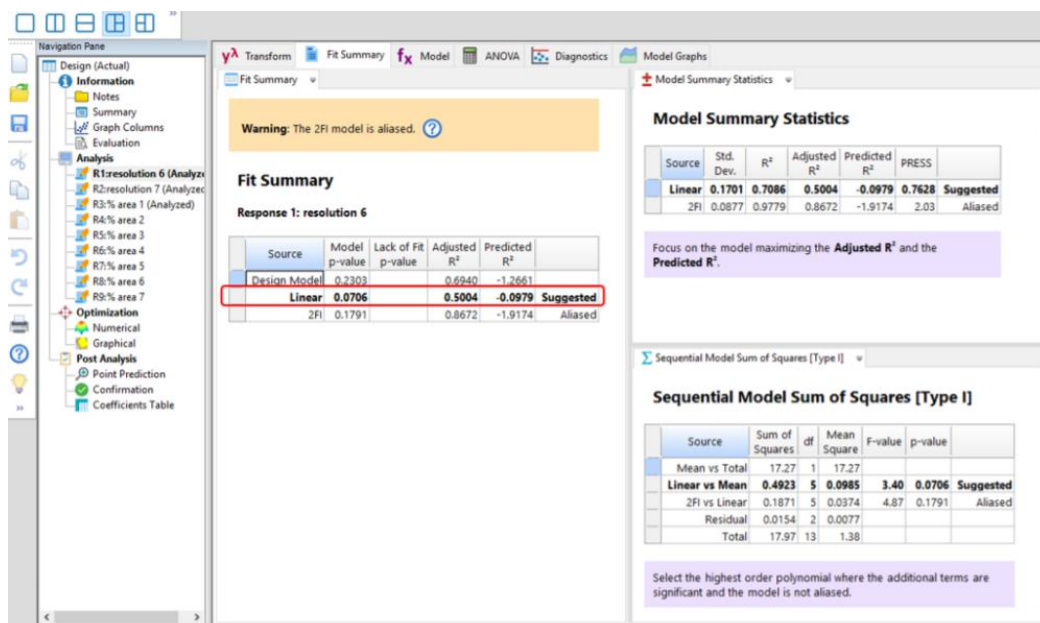 »
Navigation Pane
Design (Actual)
Information
Notes
Summary
Graph Columns
Evaluation
Analysis
R1:resolution 6 (Analyze
R2:resolution 7 (Analyzed
R3:% area 1 (Analyzed)
R4:% area 2
R5:% area 3
R6:% area 4
R7:% area 5
R8:% area 6
R9:% area 7
Optimization
Numerical
Graphical
Post Analysis
Point Prediction
Confirmation
Coefficients Table
»
yλ Transform Fit Summary fx Model ANOVA Diagnostics Model Graphs
Fit Summary
Warning: The 2FI model is aliased. ?
Fit Summary
Response 1: resolution 6
Source Model p-value Lack of Fit p-value Adjusted R² Predicted R²
Design Model 0.2303 0.6940 -1.2661
Linear 0.0706 0.5004 -0.0979 Suggested
2FI 0.1791 0.8672 -1.9174 Aliased
Model Summary Statistics
Model Summary Statistics
Source Std. Dev. R² Adjusted R² Predicted R² PRESS
Linear 0.1701 0.7086 0.5004 -0.0979 0.7628 Suggested
2FI 0.0877 0.9779 0.8672 -1.9174 2.03 Aliased
Focus on the model maximizing the Adjusted R² and the
Predicted R².
Σ Sequential Model Sum of Squares [Type I]
Sequential Model Sum of Squares [Type I]
Source Sum of Squares df Mean Square F-value p-value
Mean vs Total 17.27 1 17.27
Linear vs Mean 0.4923 5 0.0985 3.40 0.0706 Suggested
2FI vs Linear 0.1871 5 0.0374 4.87 0.1791 Aliased
Residual 0.0154 2 0.0077
Total 17.97 13 1.38
Select the highest order polynomial where the additional terms are
significant and the model is not aliased.